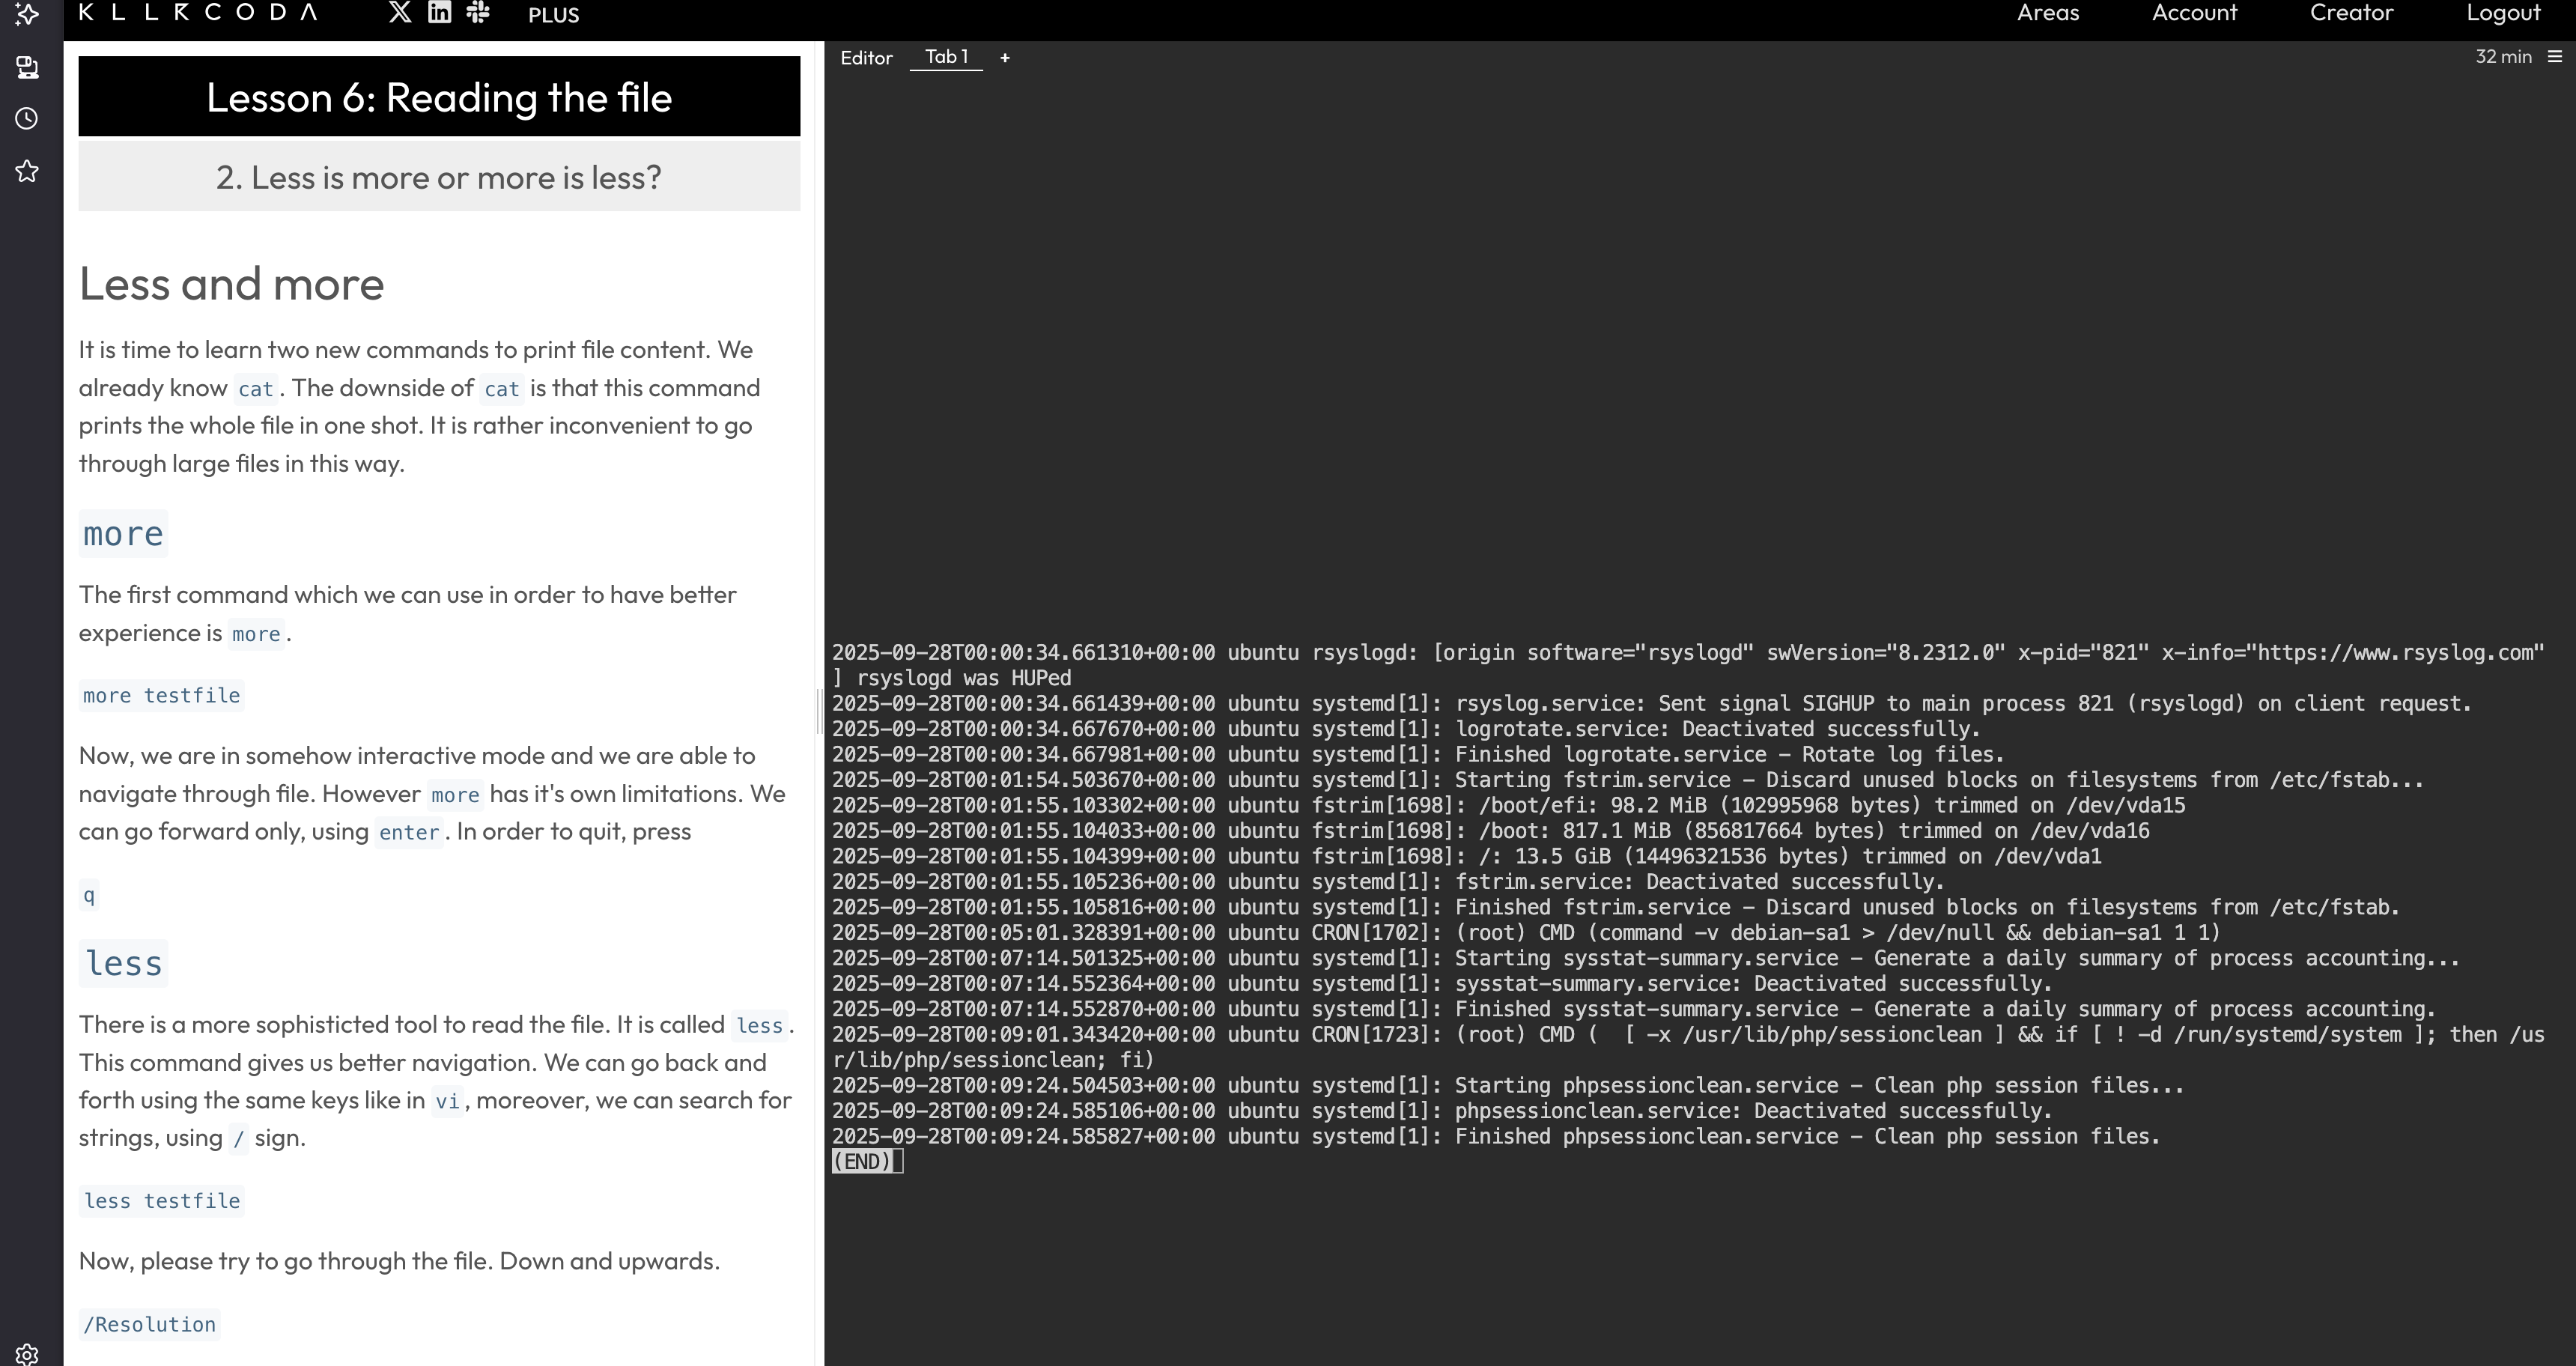 KLLRCODA PLUS Areas Account Creator Logout
Lesson 6: Reading the file
2. Less is more or more is less?
Less and more
It is time to learn two new commands to print file content. We
already know cat. The downside of cat is that this command
prints the whole file in one shot. It is rather inconvenient to go
through large files in this way.
more
The first command which we can use in order to have better
experience is more.
more testfile
Now, we are in somehow interactive mode and we are able to
navigate through file. However more has it's own limitations. We
can go forward only, using enter. In order to quit, press
q
less
There is a more sophisticted tool to read the file. It is called less.
This command gives us better navigation. We can go back and
forth using the same keys like in vi, moreover, we can search for
strings, using / sign.
less testfile
Now, please try to go through the file. Down and upwards.
/Resolution
Editor Tab 1 + 32 min
2025-09-28T00:00:34.661310+00:00 ubuntu rsyslogd: [origin software="rsyslogd" swVersion="8.2312.0" x-pid="821" x-info="https://www.rsyslog.com"
] rsyslogd was HUPed
2025-09-28T00:00:34.661439+00:00 ubuntu systemd[1]: rsyslog.service: Sent signal SIGHUP to main process 821 (rsyslogd) on client request.
2025-09-28T00:00:34.667670+00:00 ubuntu systemd[1]: logrotate.service: Deactivated successfully.
2025-09-28T00:00:34.667981+00:00 ubuntu systemd[1]: Finished logrotate.service - Rotate log files.
2025-09-28T00:01:54.503670+00:00 ubuntu systemd[1]: Starting fstrim.service - Discard unused blocks on filesystems from /etc/fstab...
2025-09-28T00:01:55.103302+00:00 ubuntu fstrim[1698]: /boot/efi: 98.2 MiB (102995968 bytes) trimmed on /dev/vda15
2025-09-28T00:01:55.104033+00:00 ubuntu fstrim[1698]: /boot: 817.1 MiB (856817664 bytes) trimmed on /dev/vda16
2025-09-28T00:01:55.104399+00:00 ubuntu fstrim[1698]: /: 13.5 GiB (14496321536 bytes) trimmed on /dev/vda1
2025-09-28T00:01:55.105236+00:00 ubuntu systemd[1]: fstrim.service: Deactivated successfully.
2025-09-28T00:01:55.105816+00:00 ubuntu systemd[1]: Finished fstrim.service - Discard unused blocks on filesystems from /etc/fstab.
2025-09-28T00:05:01.328391+00:00 ubuntu CRON[1702]: (root) CMD (command -v debian-sa1 > /dev/null && debian-sa1 1 1)
2025-09-28T00:07:14.501325+00:00 ubuntu systemd[1]: Starting sysstat-summary.service - Generate a daily summary of process accounting...
2025-09-28T00:07:14.552364+00:00 ubuntu systemd[1]: sysstat-summary.service: Deactivated successfully.
2025-09-28T00:07:14.552870+00:00 ubuntu systemd[1]: Finished sysstat-summary.service - Generate a daily summary of process accounting.
2025-09-28T00:09:01.343420+00:00 ubuntu CRON[1723]: (root) CMD (  [ -x /usr/lib/php/sessionclean ] && if [ ! -d /run/systemd/system ]; then /us
r/lib/php/sessionclean; fi)
2025-09-28T00:09:24.504503+00:00 ubuntu systemd[1]: Starting phpsessionclean.service - Clean php session files...
2025-09-28T00:09:24.585106+00:00 ubuntu systemd[1]: phpsessionclean.service: Deactivated successfully.
2025-09-28T00:09:24.585827+00:00 ubuntu systemd[1]: Finished phpsessionclean.service - Clean php session files.
(END)